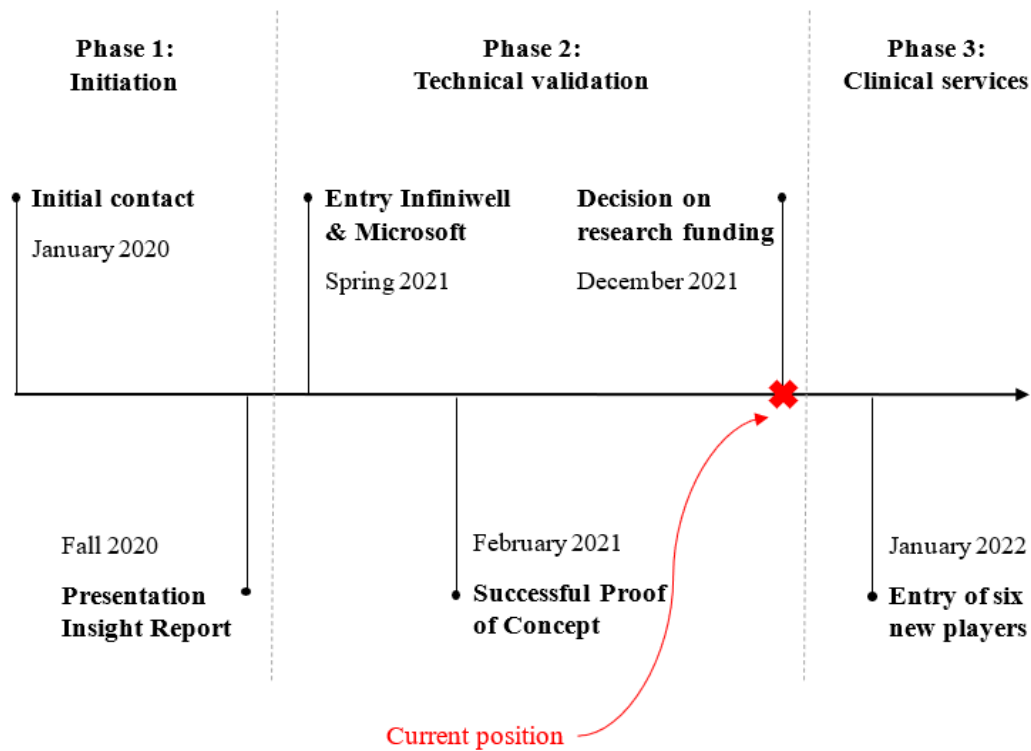 Phase 1:
Initiation
Phase 2:
Technical validation
Phase 3:
Clinical services
Initial contact
January 2020
Entry Infiniwell
& Microsoft
Spring 2021
Decision on
research funding
December 2021
Fall 2020
Presentation
Insight Report
February 2021
Successful Proof
of Concept
January 2022
Entry of six
new players
Current position